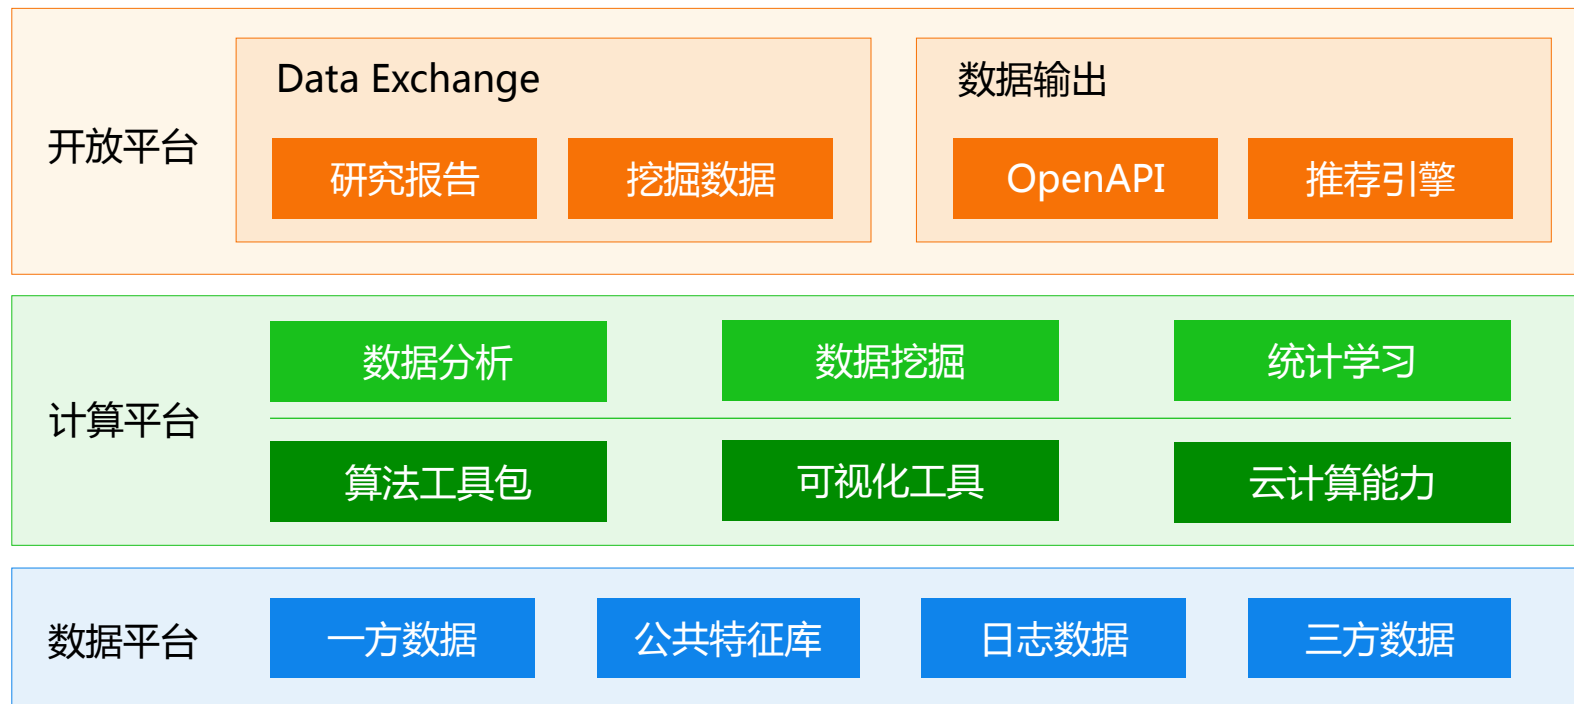 开放平台
Data Exchange
研究报告
挖掘数据
数据输出
OpenAPI
推荐引擎
计算平台
数据分析
数据挖掘
统计学习
算法工具包
可视化工具
云计算能力
数据平台
一方数据
公共特征库
日志数据
三方数据